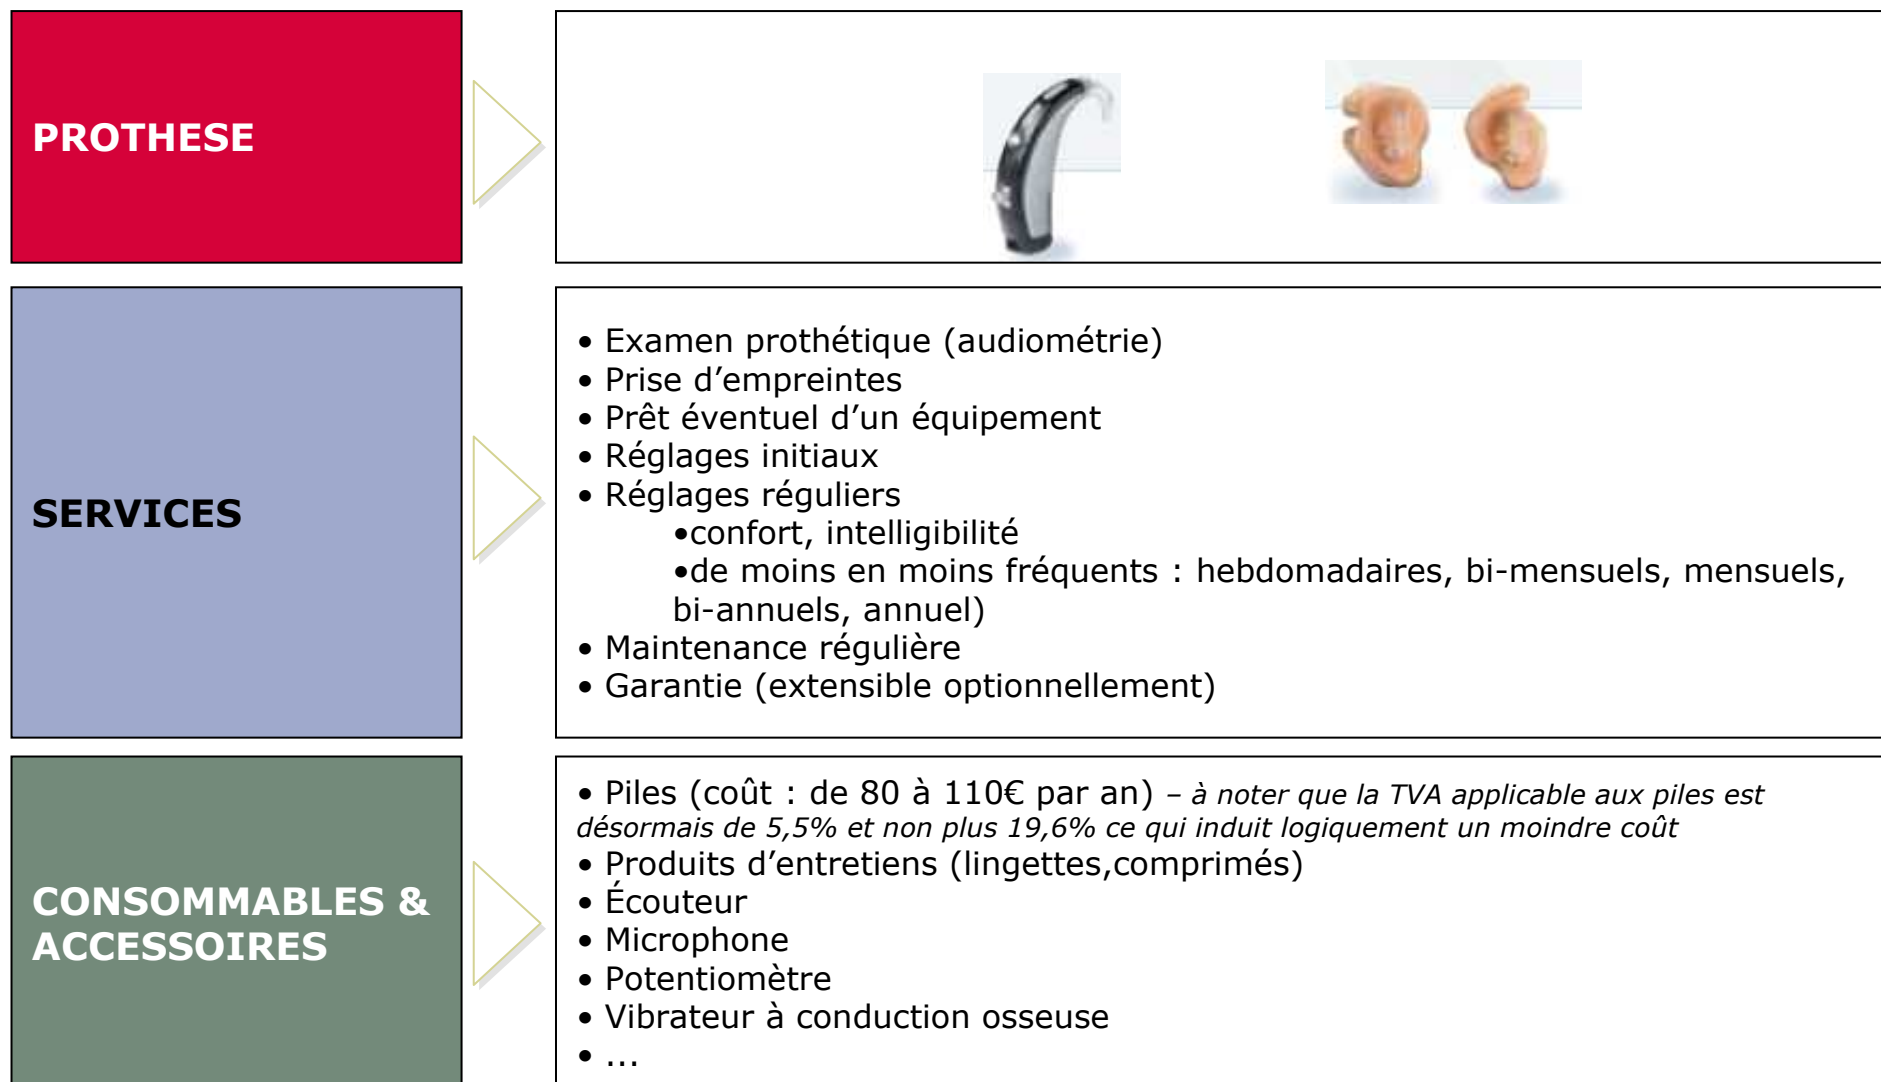 PROTHESE
SERVICES
• Examen prothétique (audiométrie)
• Prise d’empreintes
• Prêt éventuel d’un équipement
• Réglages initiaux
• Réglages réguliers
•confort, intelligibilité
•de moins en moins fréquents : hebdomadaires, bi-mensuels, mensuels,
bi-annuels, annuel)
• Maintenance régulière
• Garantie (extensible optionnellement)
CONSOMMABLES &
ACCESSOIRES
• Piles (coût : de 80 à 110€ par an) – à noter que la TVA applicable aux piles est
désormais de 5,5% et non plus 19,6% ce qui induit logiquement un moindre coût
• Produits d’entretiens (lingettes,comprimés)
• Écouteur
• Microphone
• Potentiomètre
• Vibrateur à conduction osseuse
• ...